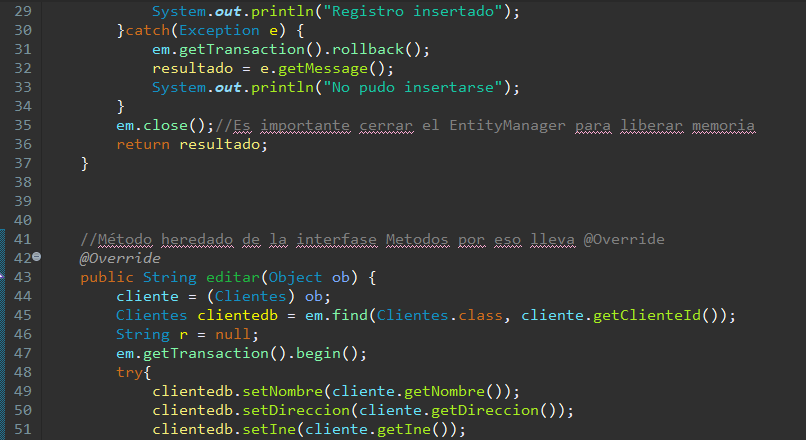 29 System.out.println("Registro insertado");
30 }catch(Exception e) {
31 em.getTransaction().rollback();
32 resultado = e.getMessage();
33 System.out.println("No pudo insertarse");
34 }
35 em.close();//Es importante cerrar el EntityManager para liberar memoria
36 return resultado;
37 }
38
39
40
41 //Método heredado de la interfase Metodos por eso lleva @Override
42 @Override
43 public String editar(Object ob) {
44 cliente = (Clientes) ob;
45 Clientes clientedb = em.find(Clientes.class, cliente.getClienteId());
46 String r = null;
47 em.getTransaction().begin();
48 try{
49 clientedb.setNombre(cliente.getNombre());
50 clientedb.setDireccion(cliente.getDireccion());
51 clientedb.setIne(cliente.getIne());